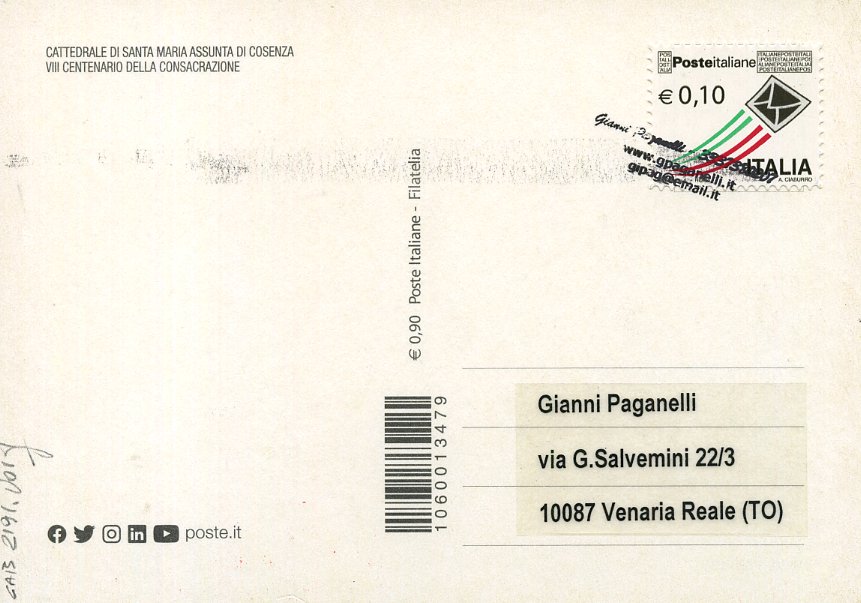 CATTEDRALE DI SANTA MARIA ASSUNTA DI COSENZA
VIII CENTENARIO DELLA CONSACRAZIONE
Posteitaliane
€ 0,10
ITALIA
A. CIABURRO
Gianni Paganelli
www.gpaganelli.it
gipag@email.it
€ 0,90 Poste Italiane - Filatelia
10600013479
Gianni Paganelli
via G.Salvemini 22/3
10087 Venaria Reale (TO)
poste.it